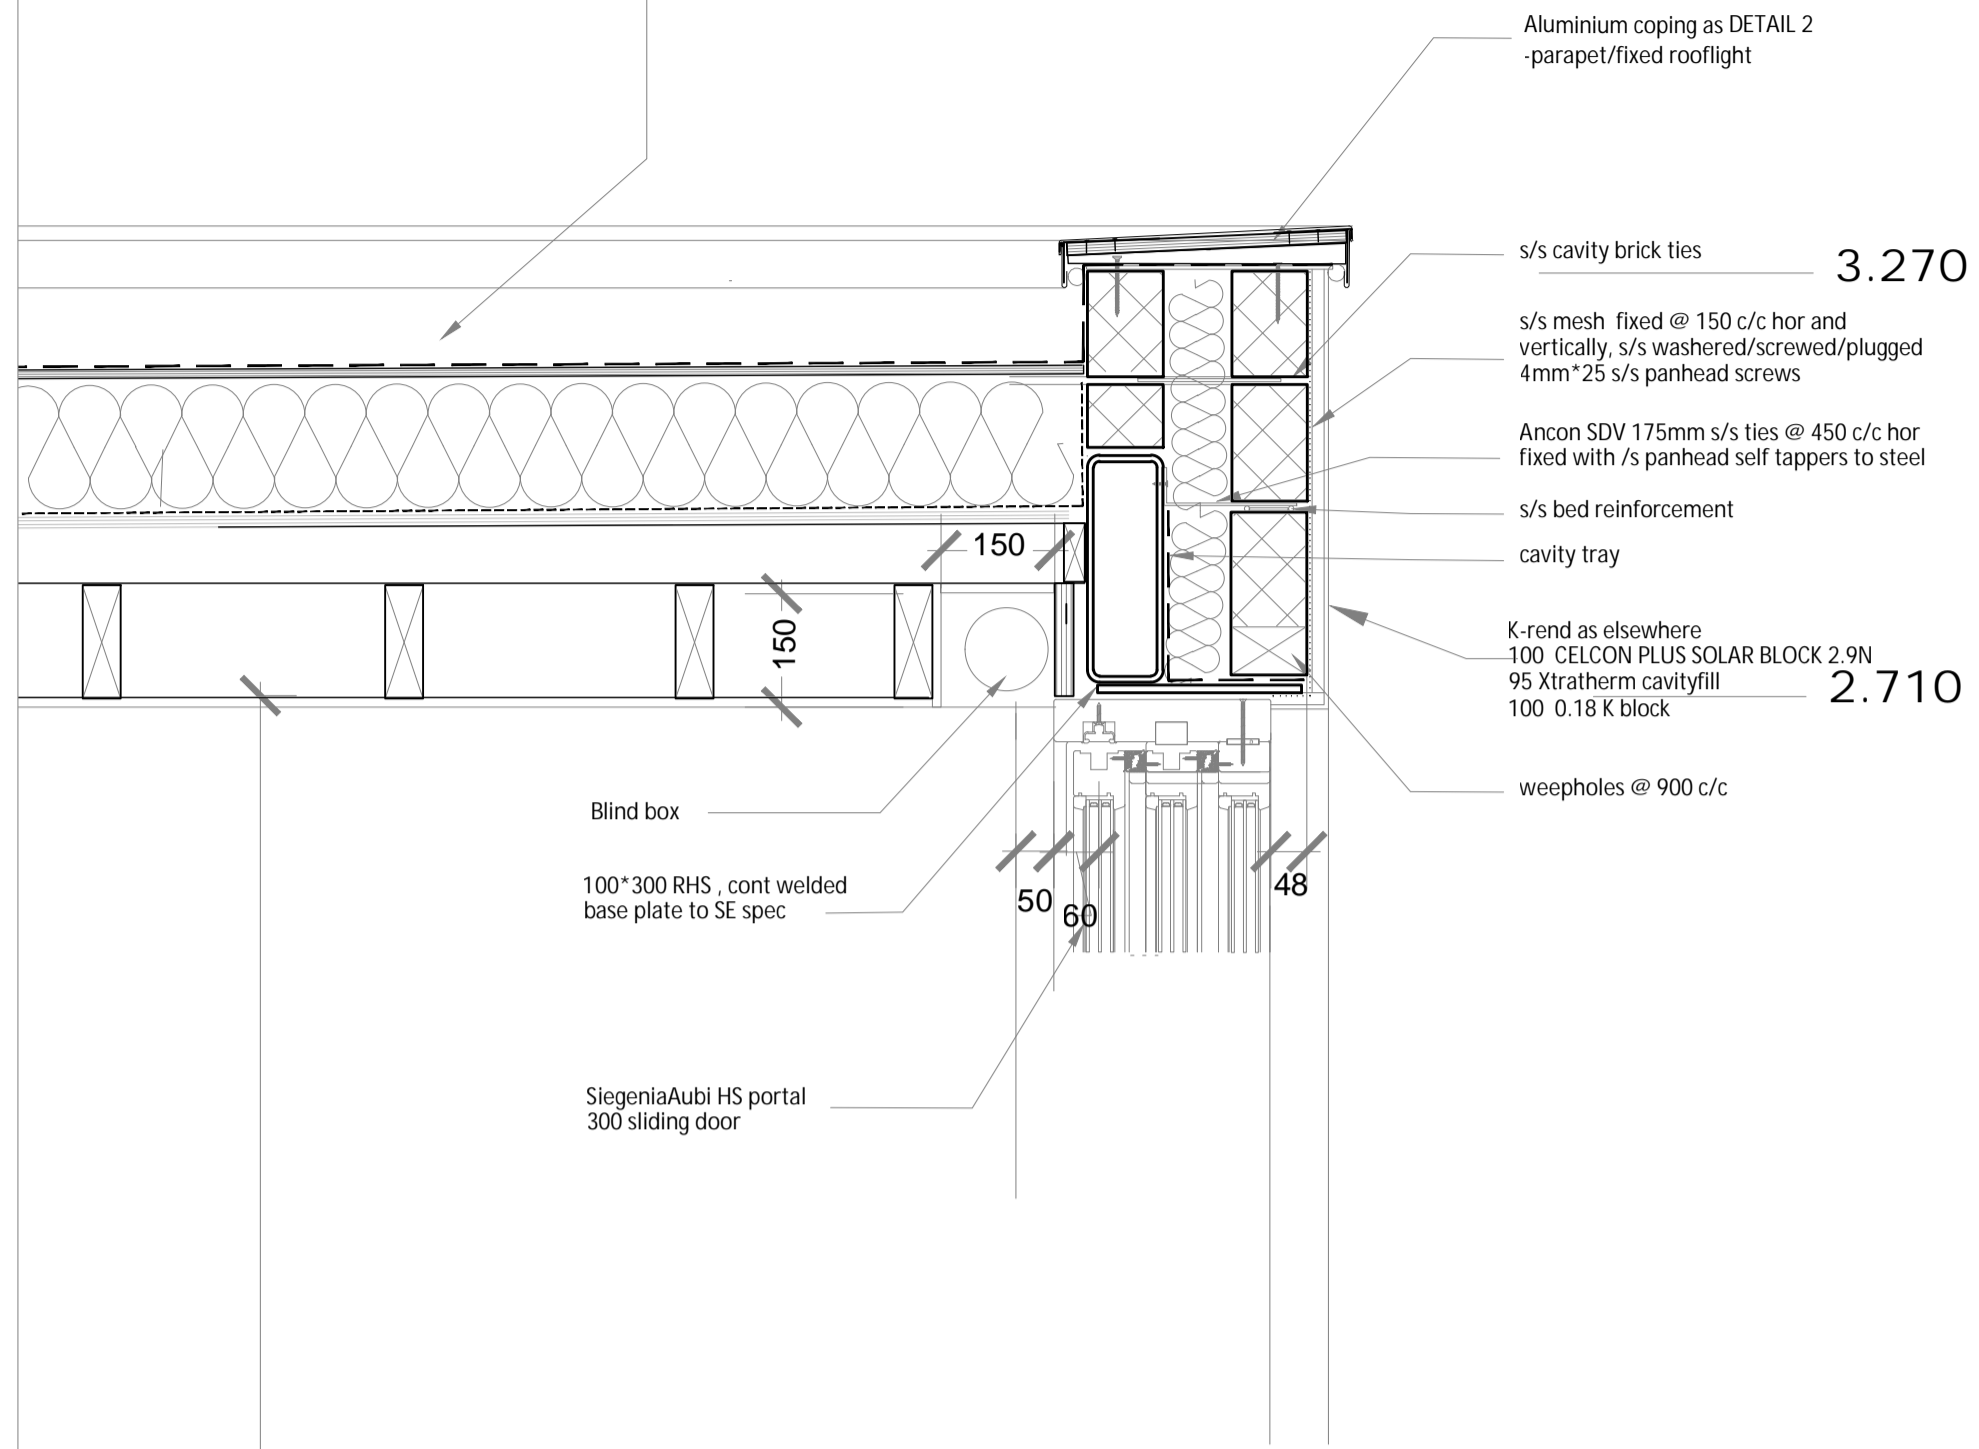 Aluminium coping as DETAIL 2
-parapet/fixed rooflight
s/s cavity brick ties
3.270
s/s mesh fixed @ 150 c/c hor and
vertically, s/s washered/screwed/plugged
4mm*25 s/s panhead screws
Ancon SDV 175mm s/s ties @ 450 c/c hor
fixed with /s panhead self tappers to steel
s/s bed reinforcement
150
cavity tray
150
K-rend as elsewhere
100 CELCON PLUS SOLAR BLOCK 2.9N
95 Xtratherm cavityfill
2.710
100 0.18 K block
weepholes @ 900 c/c
Blind box
100*300 RHS , cont welded
base plate to SE spec
50
60
48
SiegeniaAubi HS portal
300 sliding door